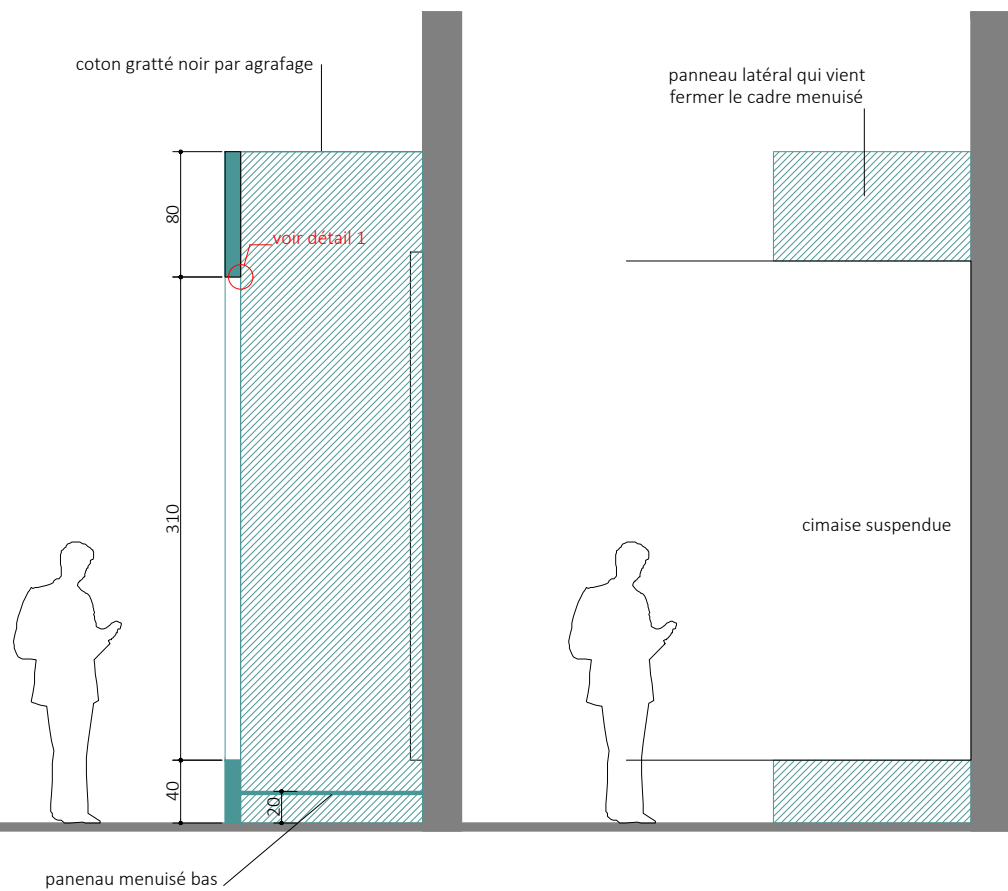 coton gratté noir par agrafage
panneau latéral qui vient
fermer le cadre menuisé
80
voir détail 1
310
cimaise suspendue
40
20
panenau menuisé bas